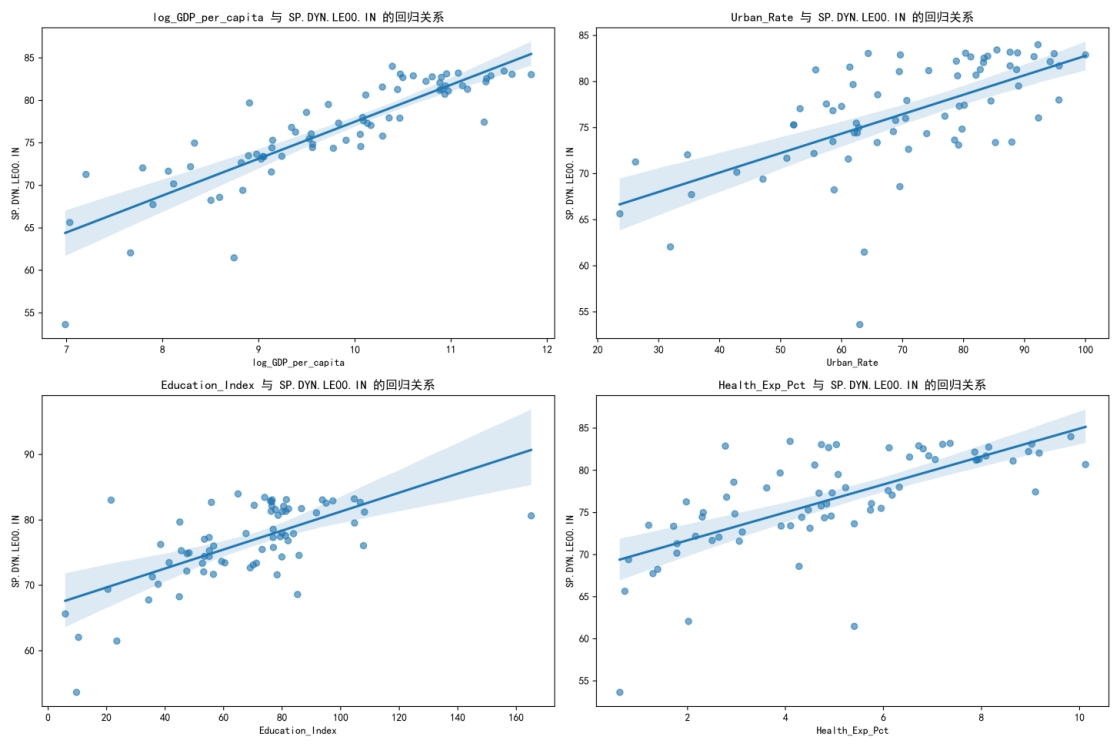 log_GDP_per_capita 与 SP.DYN.LE00.IN 的回归关系
SP.DYN.LE00.IN
85
80
75
70
65
60
55
7 8 9 10 11 12
log_GDP_per_capita
Urban_Rate 与 SP.DYN.LE00.IN 的回归关系
SP.DYN.LE00.IN
85
80
75
70
65
60
55
20 30 40 50 60 70 80 90 100
Urban_Rate
Education_Index 与 SP.DYN.LE00.IN 的回归关系
SP.DYN.LE00.IN
90
80
70
60
0 20 40 60 80 100 120 140 160
Education_Index
Health_Exp_Pct 与 SP.DYN.LE00.IN 的回归关系
SP.DYN.LE00.IN
85
80
75
70
65
60
55
2 4 6 8 10
Health_Exp_Pct